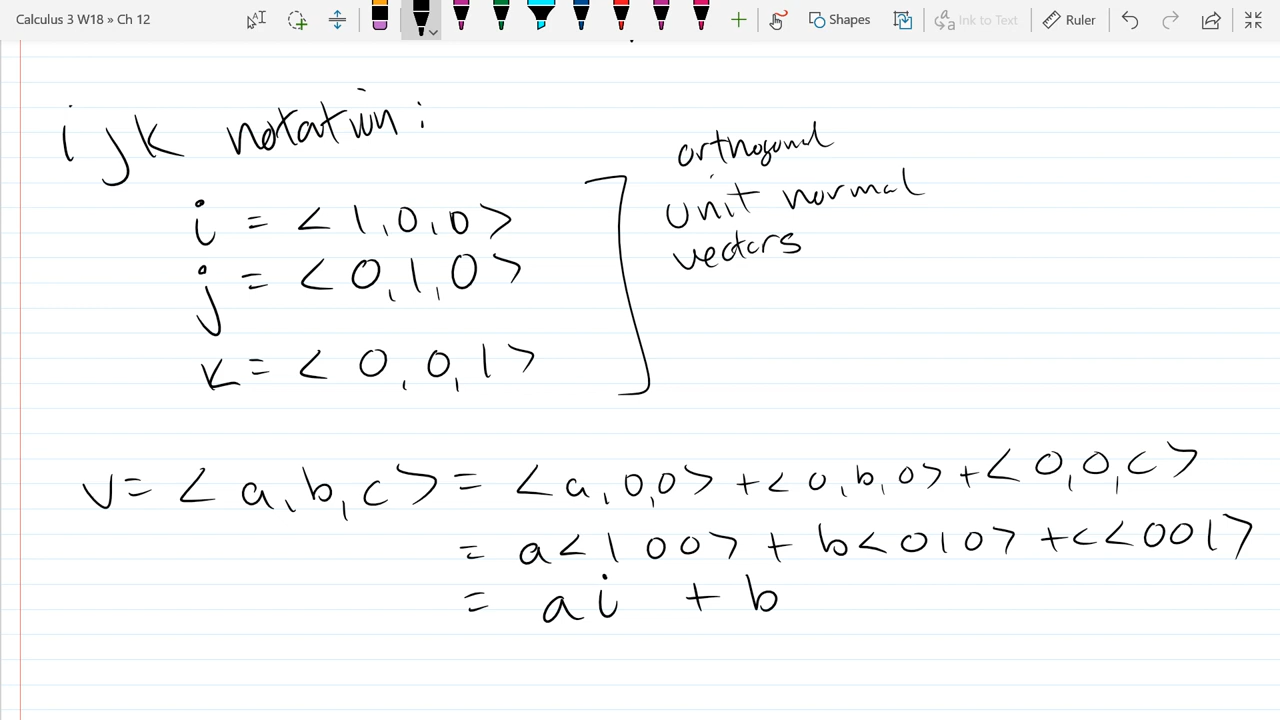 Calculus 3 W18 » Ch 12
Shapes
Ink to Text
Ruler
i j k notation:
orthogonal
unit normal
vectors
i = < 1, 0, 0 >
j = < 0, 1, 0 >
k = < 0, 0, 1 >
v = < a, b, c > = < a, 0, 0 > + < 0, b, 0 > + < 0, 0, c >
= a < 1 0 0 > + b < 0 1 0 > + c < 0 0 1 >
= a i + b